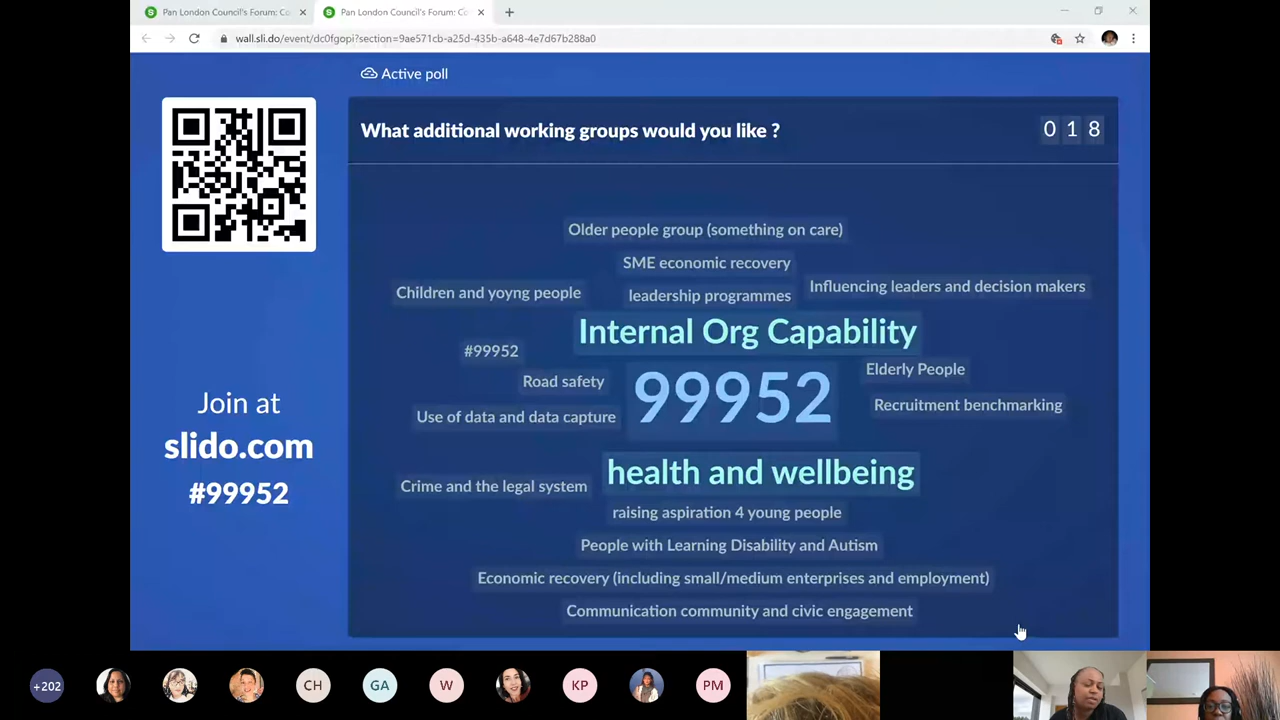 Pan London Council's Forum: Co
Pan London Council's Forum: Co
wall.sli.do/event/dc0fgopi?section=9ae571cb-a25d-435b-a648-4e7d67b288a0
Active poll
What additional working groups would you like ?
0 1 8
Older people group (something on care)
SME economic recovery
Children and yoyng people
leadership programmes
Influencing leaders and decision makers
Internal Org Capability
#99952
Elderly People
Road safety
99952
Recruitment benchmarking
Use of data and data capture
Join at
slido.com
#99952
health and wellbeing
Crime and the legal system
raising aspiration 4 young people
People with Learning Disability and Autism
Economic recovery (including small/medium enterprises and employment)
Communication community and civic engagement
+202
CH
GA
W
KP
PM